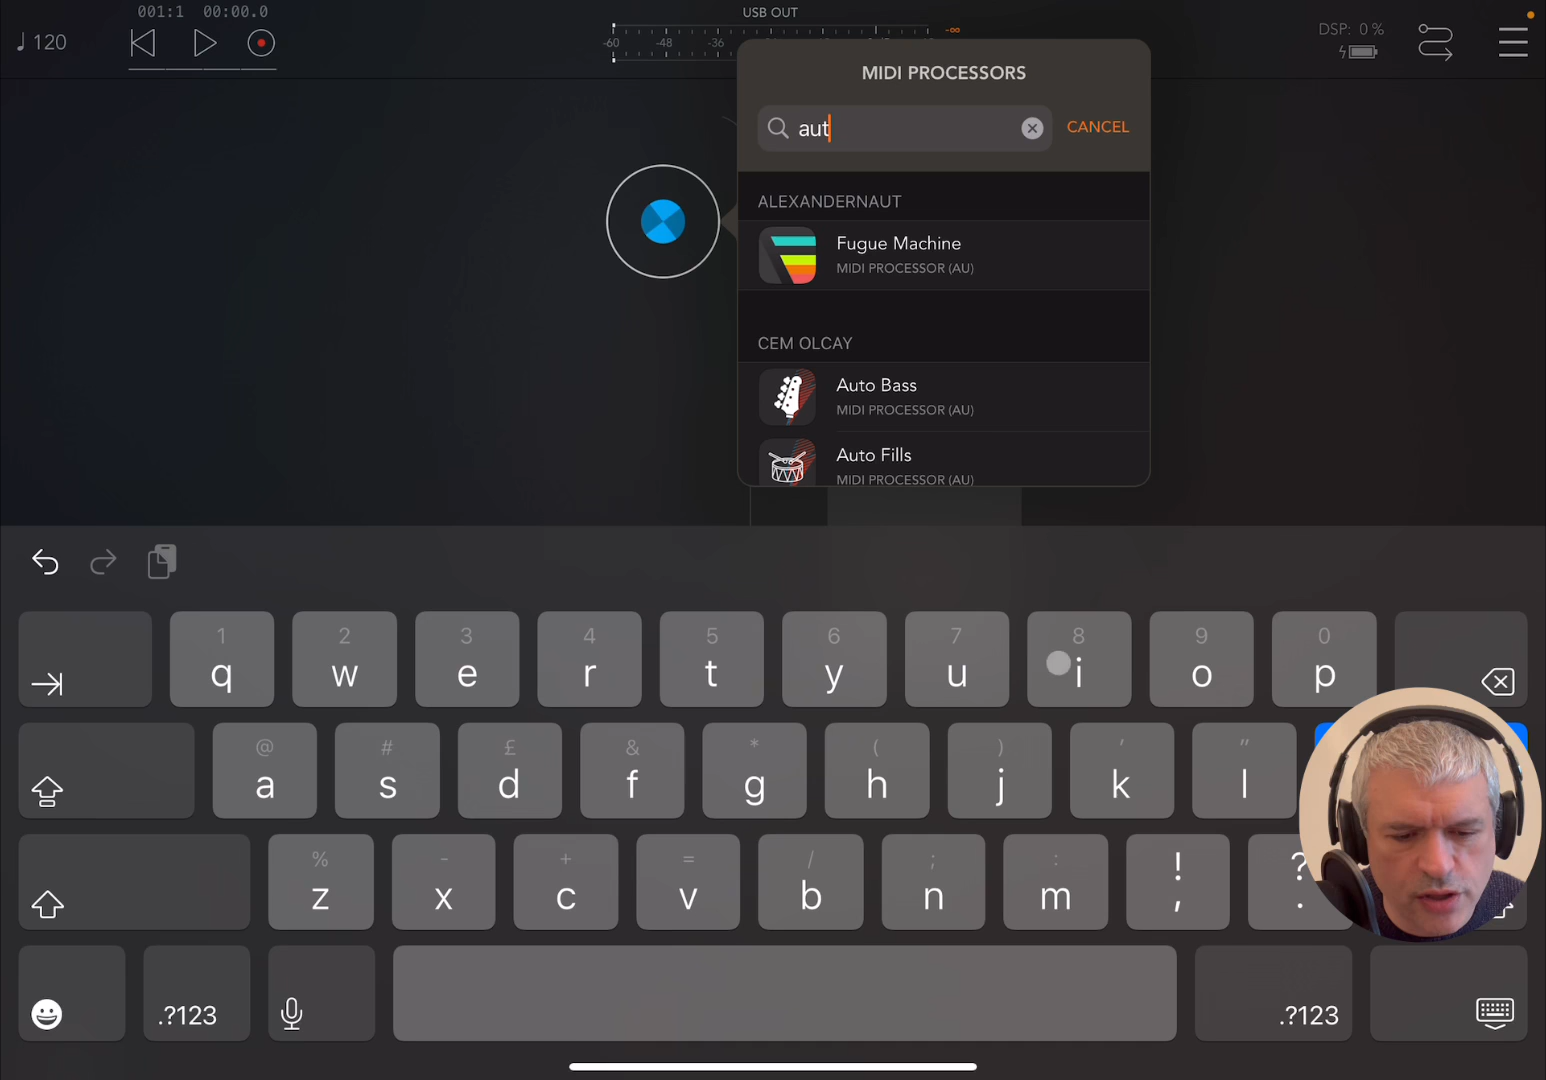 001:1 00:00.0
♩ 120
USB OUT
-60 -48 -36
-∞
DSP: 0 %
MIDI PROCESSORS
aut
CANCEL
ALEXANDERNAUT
Fugue Machine
MIDI PROCESSOR (AU)
CEM OLCAY
Auto Bass
MIDI PROCESSOR (AU)
Auto Fills
MIDI PROCESSOR (AU)
1 2 3 4 5 6 7 8 9 0
q w e r t y u i o p
@ # £ & * ( ) ' "
a s d f g h j k l
% - + = / ; : ! ?
z x c v b n m , .
.?123 .?123